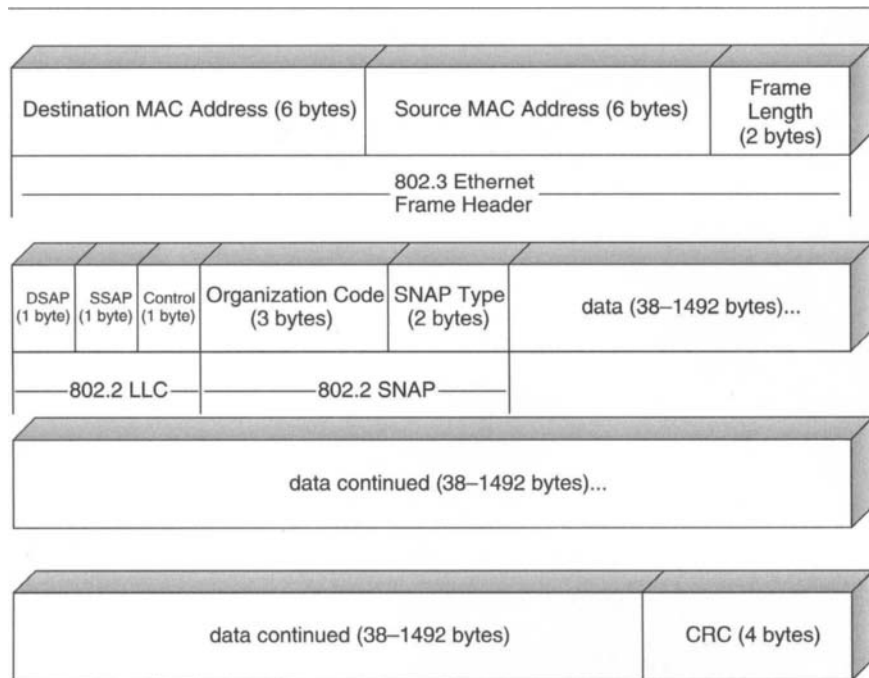 Destination MAC Address (6 bytes)
Source MAC Address (6 bytes)
Frame
Length
(2 bytes)
802.3 Ethernet
Frame Header
DSAP
(1 byte)
SSAP
(1 byte)
Control
(1 byte)
Organization Code
(3 bytes)
SNAP Type
(2 bytes)
data (38–1492 bytes)...
802.2 LLC
802.2 SNAP
data continued (38–1492 bytes)...
data continued (38–1492 bytes)
CRC (4 bytes)